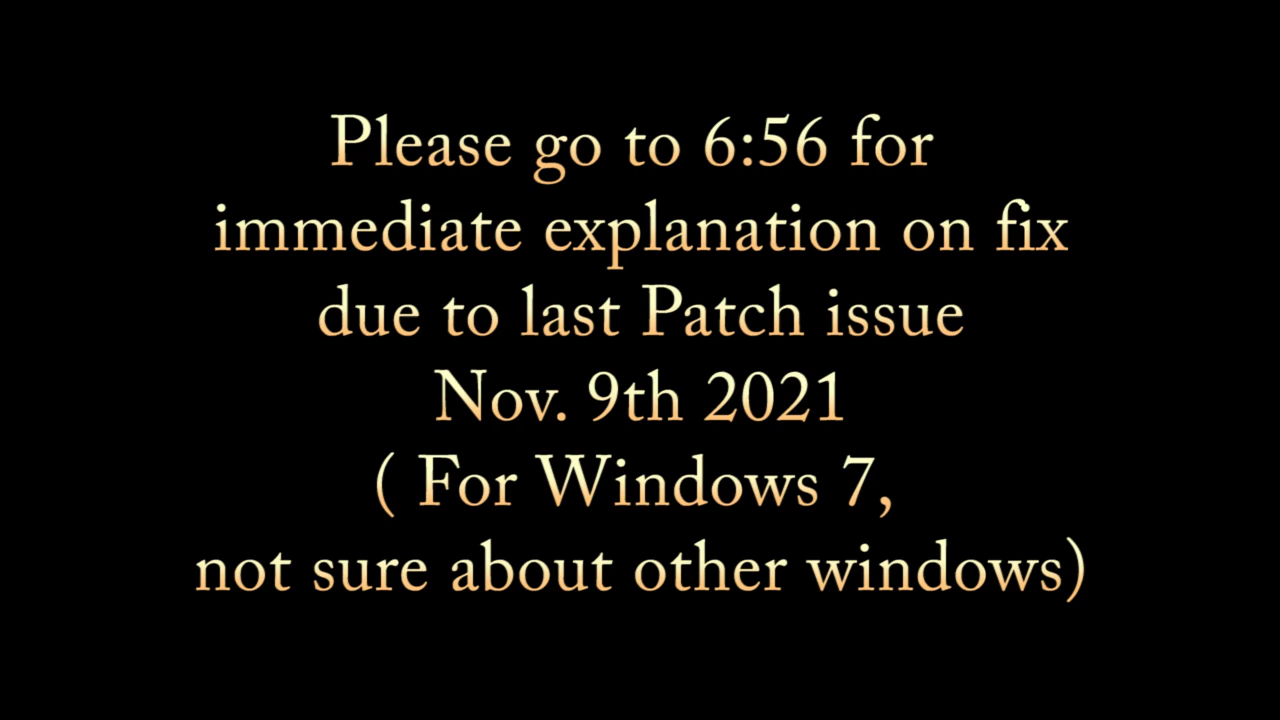 Please go to 6:56 for
immediate explanation on fix
due to last Patch issue
Nov. 9th 2021
( For Windows 7,
not sure about other windows)